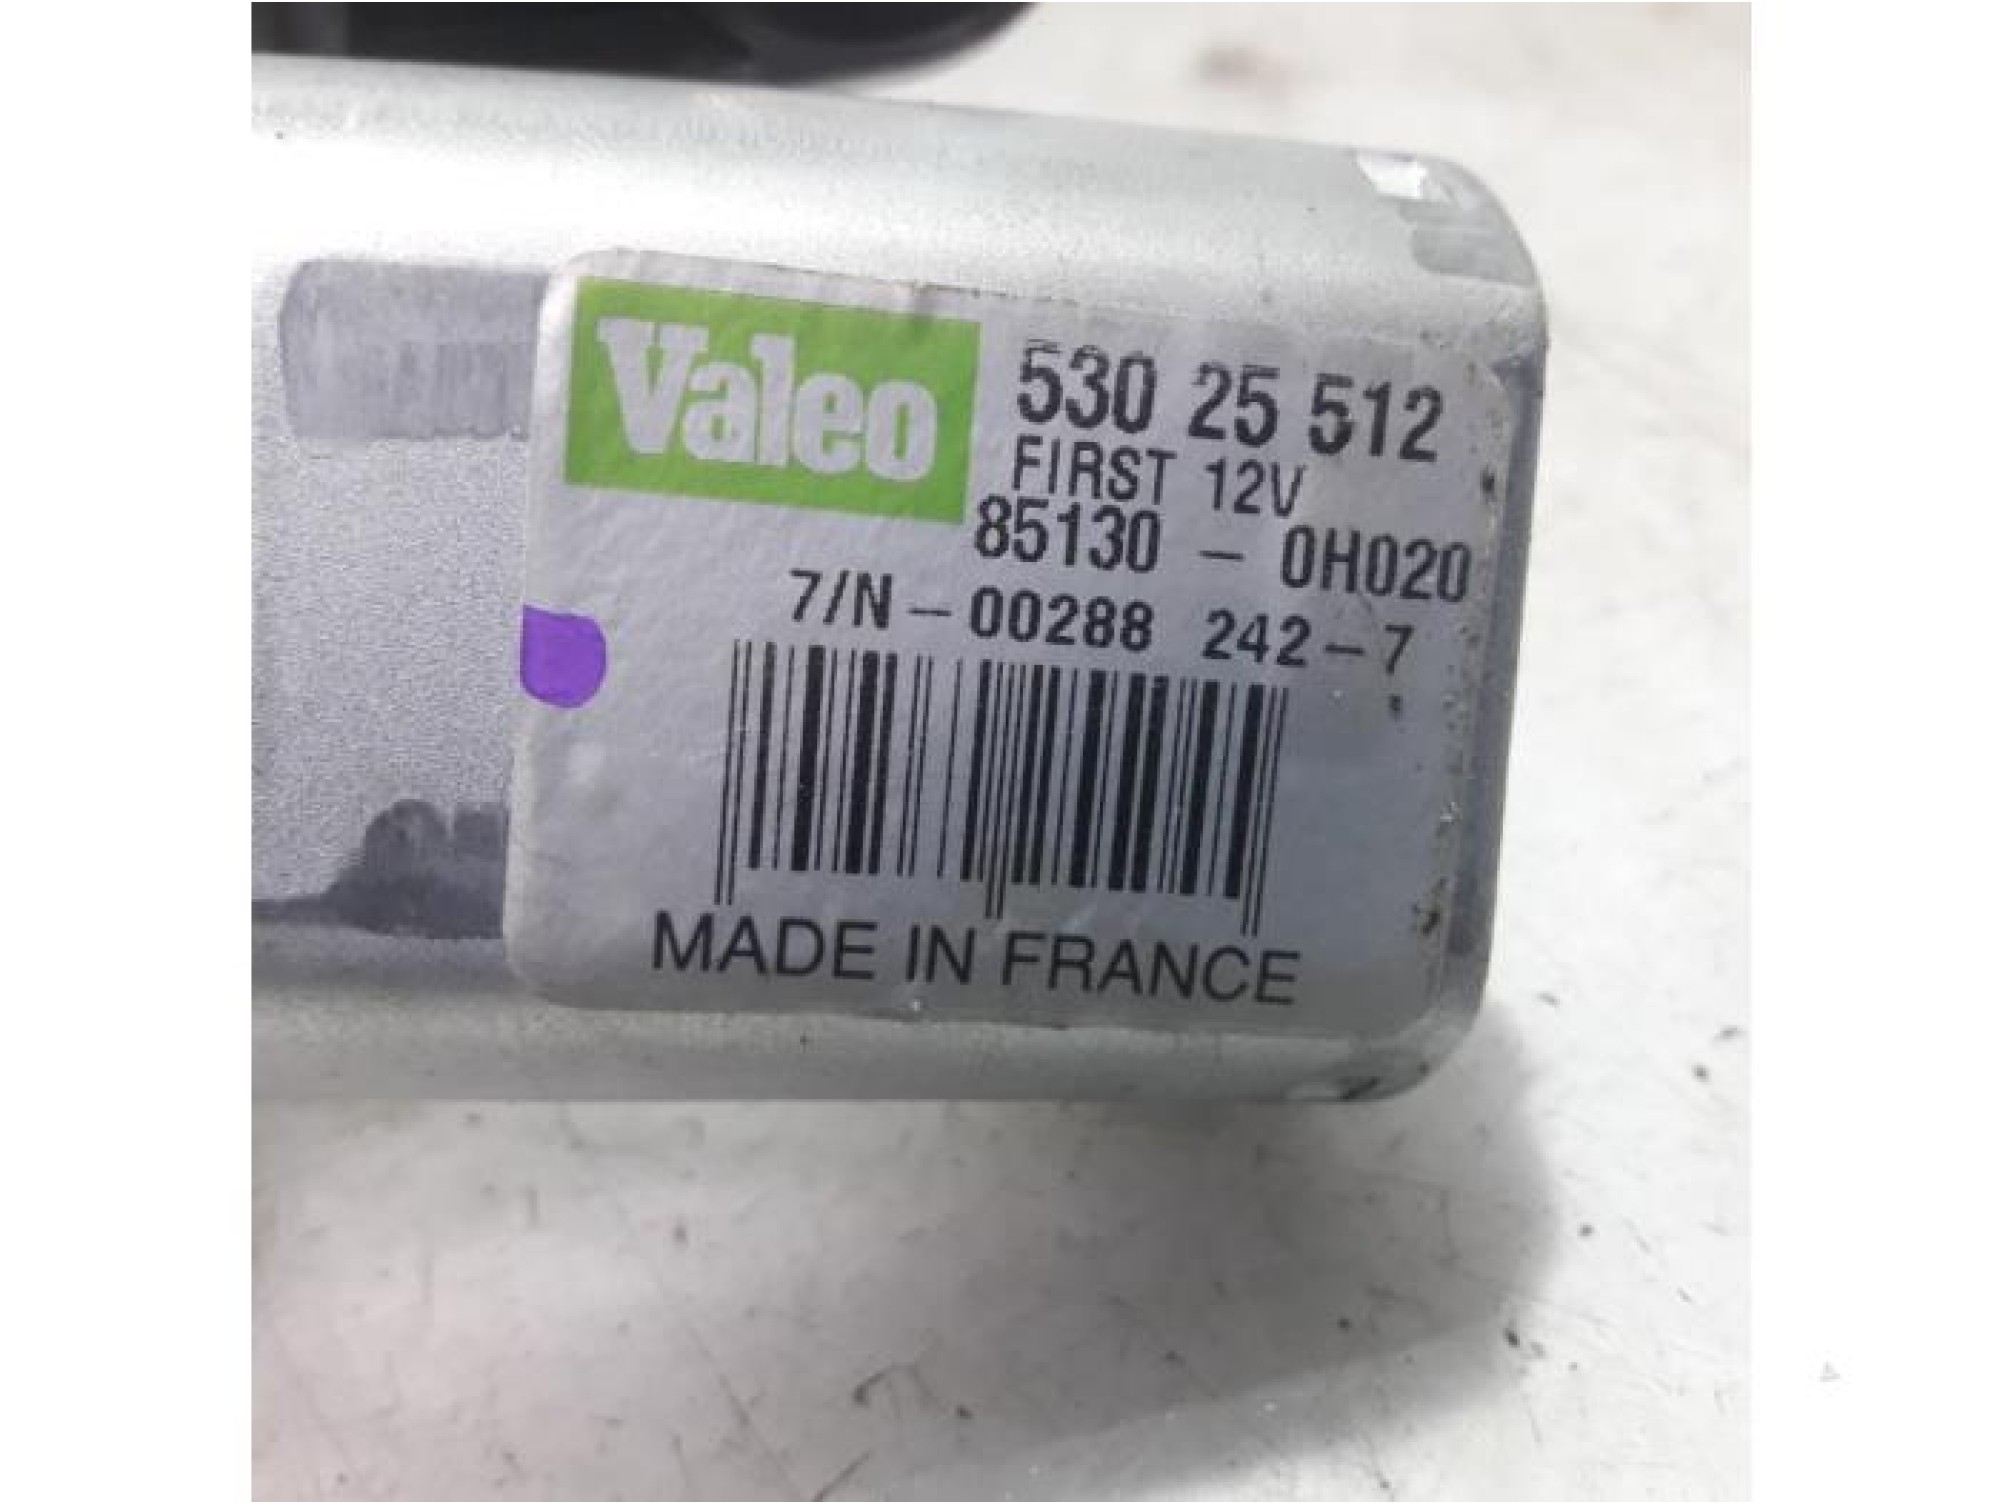 Valeo
530 25 512
FIRST 12V
85130 - 0H020
7/N-00288 242-7
MADE IN FRANCE